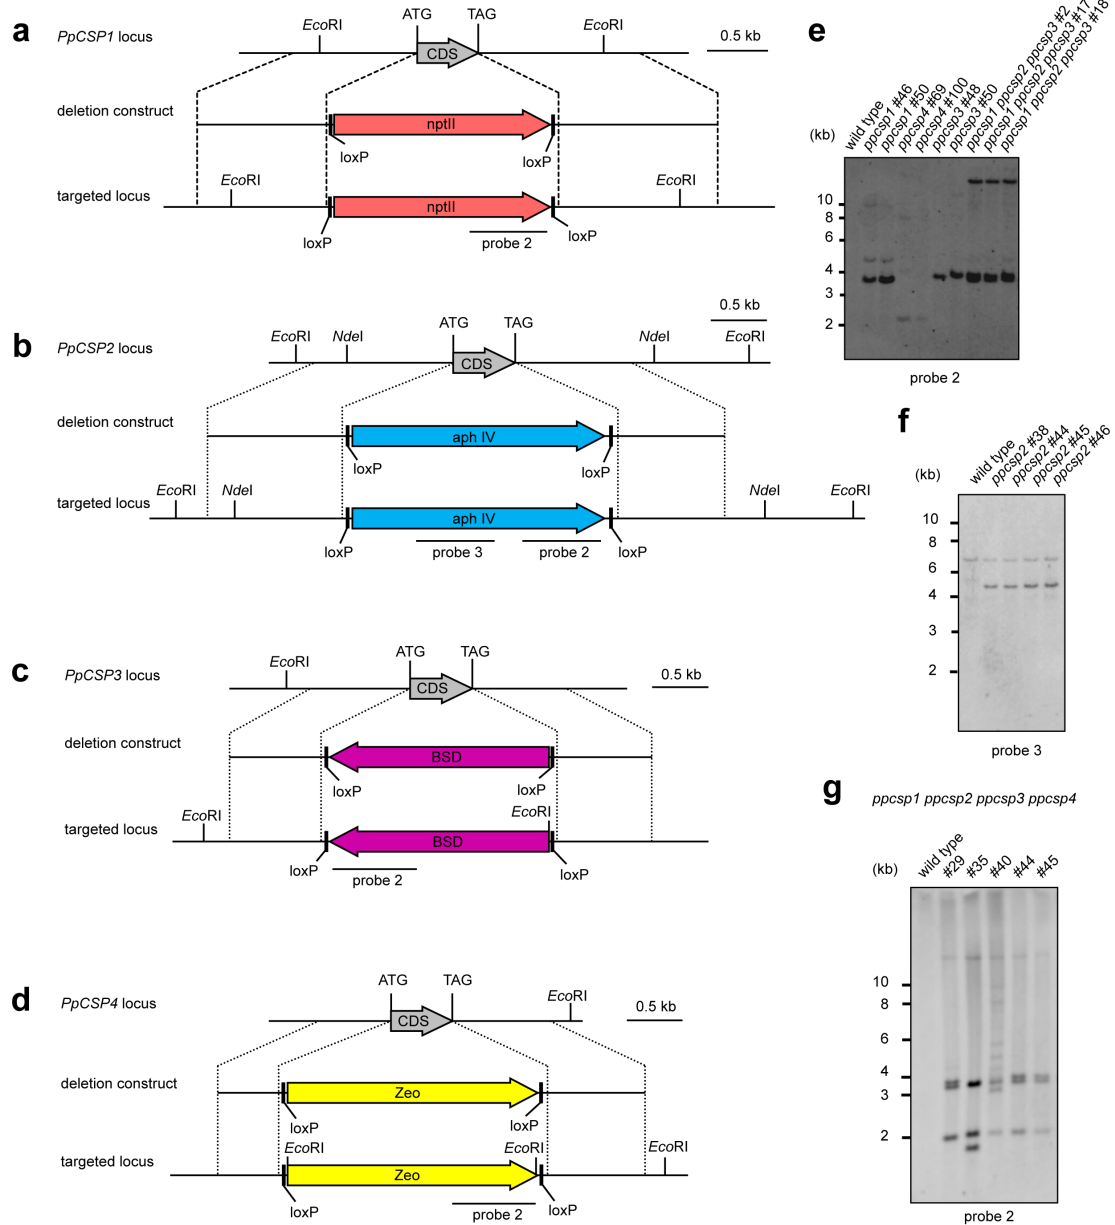 a
PpCSP1 locus
EcoRI
ATG
TAG
EcoRI
0.5 kb
CDS
deletion construct
nptII
loxP
loxP
targeted locus
EcoRI
EcoRI
nptII
loxP
probe 2
loxP
b
PpCSP2 locus
EcoRI
NdeI
ATG
TAG
NdeI
EcoRI
0.5 kb
CDS
deletion construct
aph IV
loxP
loxP
targeted locus
EcoRI
NdeI
NdeI
EcoRI
aph IV
loxP
probe 3
probe 2
loxP
c
PpCSP3 locus
EcoRI
ATG
TAG
0.5 kb
CDS
deletion construct
BSD
loxP
loxP
targeted locus
EcoRI
EcoRI
BSD
loxP
probe 2
loxP
d
PpCSP4 locus
ATG
TAG
EcoRI
0.5 kb
CDS
deletion construct
Zeo
loxP
loxP
targeted locus
EcoRI
EcoRI
EcoRI
Zeo
loxP
probe 2
loxP
e
(kb)
wild type
ppcsp1 #46
ppcsp1 #50
ppcsp4 #69
ppcsp4 #100
ppcsp3 #48
ppcsp3 #50
ppcsp1 ppcsp2 ppcsp3 #2
ppcsp1 ppcsp2 ppcsp3 #17
ppcsp1 ppcsp2 ppcsp3 #18
10
8
6
4
3
2
probe 2
f
(kb)
wild type
ppcsp2 #38
ppcsp2 #44
ppcsp2 #45
ppcsp2 #46
10
8
6
4
3
2
probe 3
g
ppcsp1 ppcsp2 ppcsp3 ppcsp4
(kb)
wild type
#29
#35
#40
#44
#45
10
8
6
4
3
2
probe 2